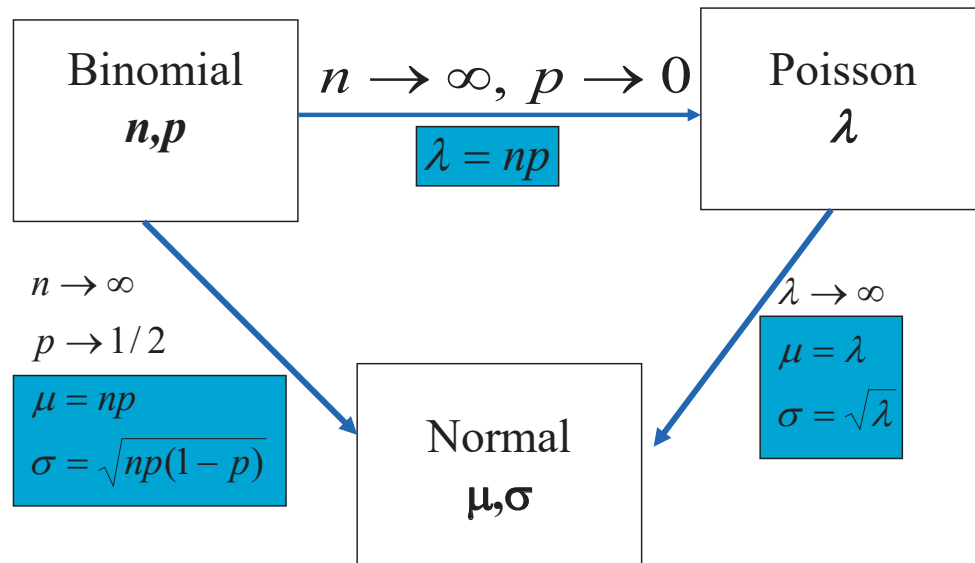 Binomial
n,p
n → ∞, p → 0
λ = np
Poisson
λ
n → ∞
p → 1/2
μ = np
σ = √np(1 − p)
λ → ∞
μ = λ
σ = √λ
Normal
μ,σ